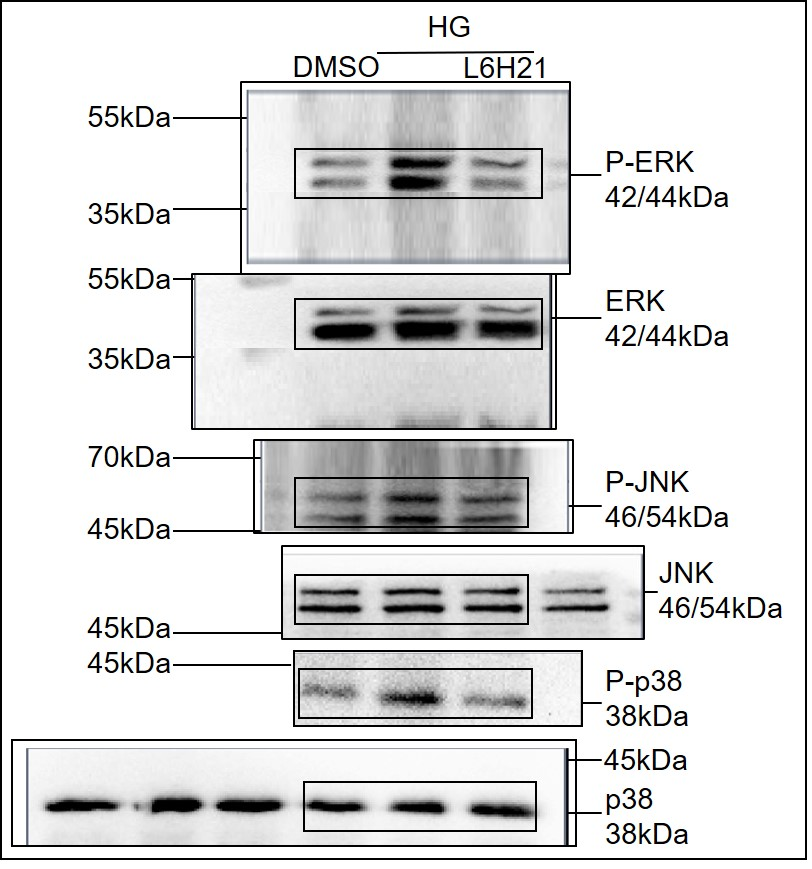 HG
DMSO L6H21
55kDa
P-ERK
42/44kDa
35kDa
55kDa
ERK
42/44kDa
35kDa
70kDa
P-JNK
46/54kDa
45kDa
JNK
46/54kDa
45kDa
45kDa
P-p38
38kDa
45kDa
p38
38kDa